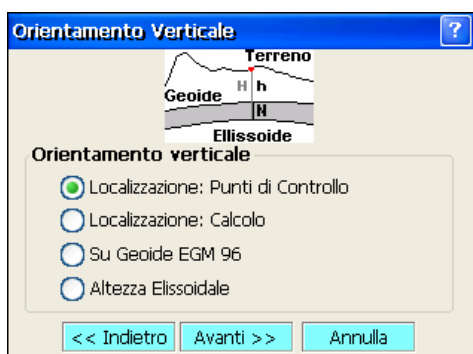 Orientamento Verticale ?
Terreno
H h
Geoide
N
Ellissoide
Orientamento verticale
Localizzazione: Punti di Controllo
Localizzazione: Calcolo
Su Geoide EGM 96
Altezza Elissoidale
<< Indietro Avanti >> Annulla